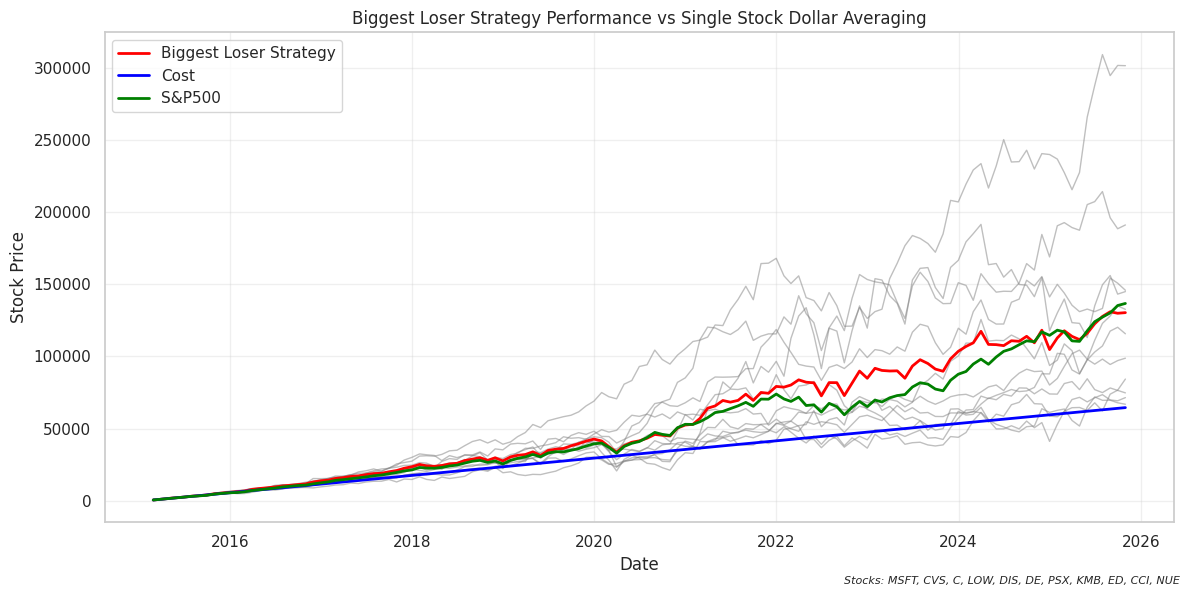 Biggest Loser Strategy Performance vs Single Stock Dollar Averaging
Biggest Loser Strategy
Cost
S&P500
300000
250000
200000
150000
100000
50000
0
Stock Price
2016
2018
2020
2022
2024
2026
Date
Stocks: MSFT, CVS, C, LOW, DIS, DE, PSX, KMB, ED, CCI, NUE